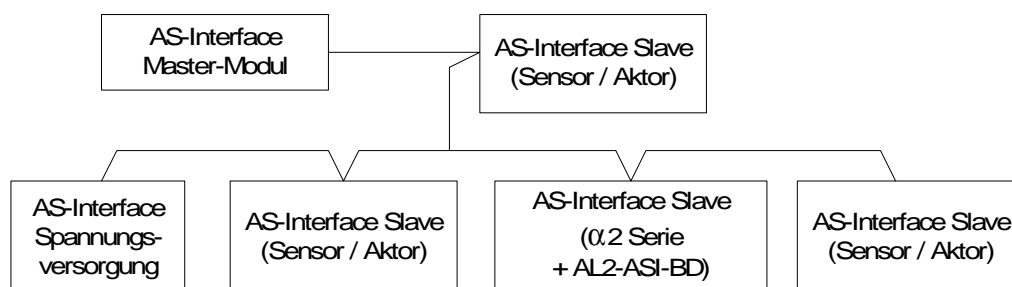 AS-Interface
Master-Modul
AS-Interface Slave
(Sensor / Aktor)
AS-Interface
Spannungs-
versorgung
AS-Interface Slave
(Sensor / Aktor)
AS-Interface Slave
(α2 Serie
+ AL2-ASI-BD)
AS-Interface Slave
(Sensor / Aktor)